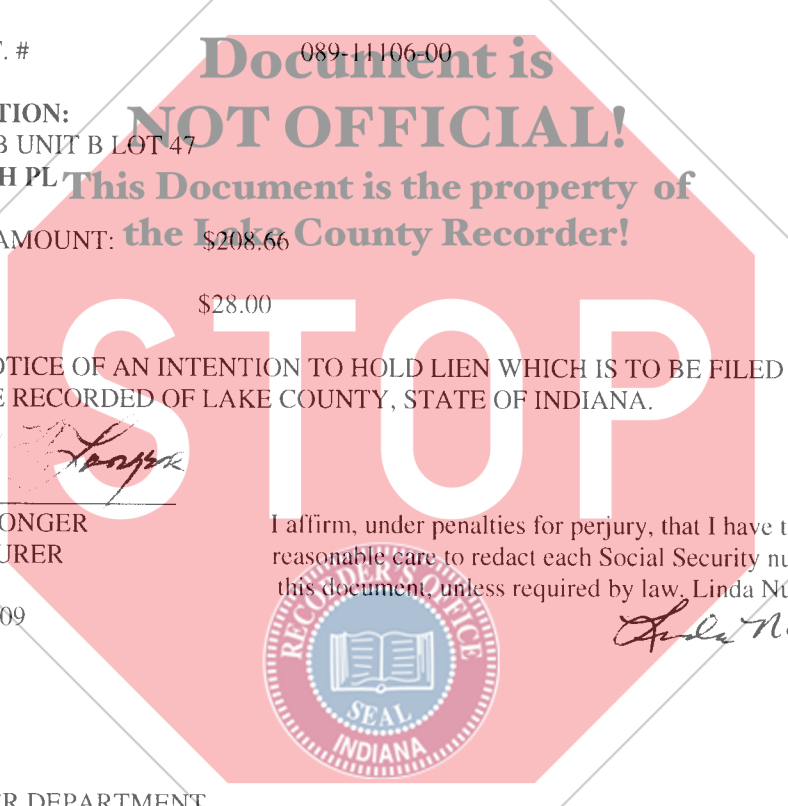 T. # 089-11106-00
Document is
TION:
NOT OFFICIAL!
B UNIT B LOT 47
H PL
This Document is the property of
AMOUNT: $208.66
the Lake County Recorder!
$28.00
STOP
OTICE OF AN INTENTION TO HOLD LIEN WHICH IS TO BE FILED
E RECORDED OF LAKE COUNTY, STATE OF INDIANA.
ONGER
URER
I affirm, under penalties for perjury, that I have t
reasonable care to redact each Social Security nu
this document, unless required by law. Linda Nu
09
RECORDER'S OFFICE
SEAL
INDIANA
ER DEPARTMENT